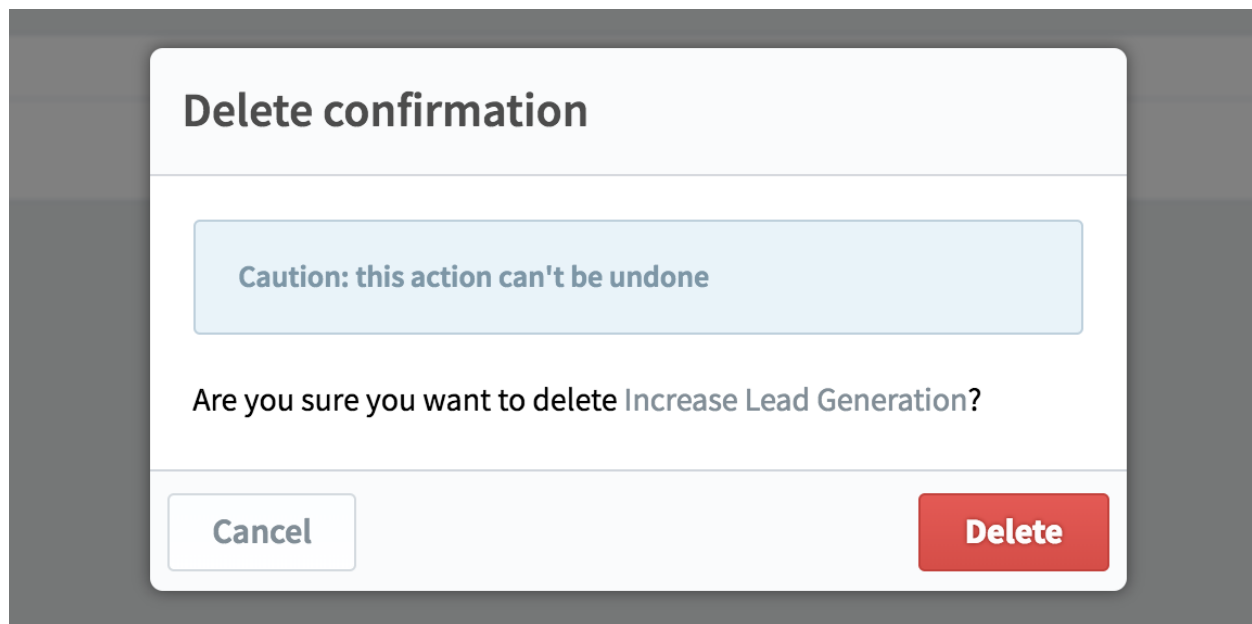 Delete confirmation
Caution: this action can't be undone
Are you sure you want to delete Increase Lead Generation?
Cancel
Delete